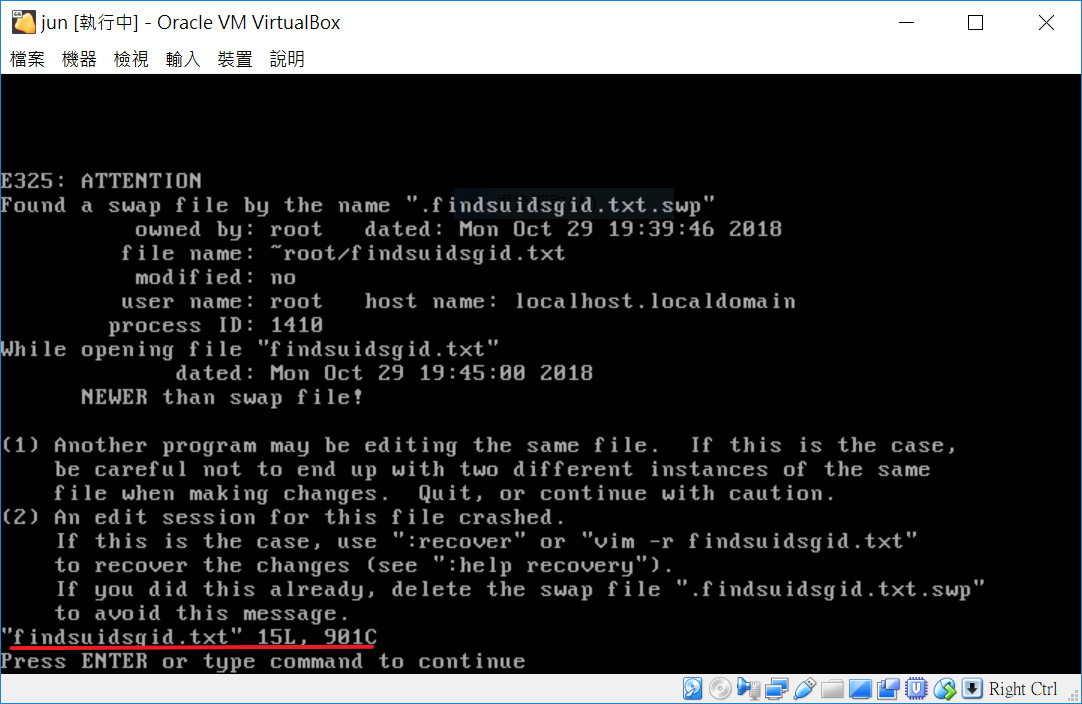 jun [執行中] - Oracle VM VirtualBox
檔案 機器 檢視 輸入 裝置 說明
E325: ATTENTION
Found a swap file by the name ".findsuidsgid.txt.swp"
owned by: root dated: Mon Oct 29 19:39:46 2018
file name: ~root/findsuidsgid.txt
modified: no
user name: root host name: localhost.localdomain
process ID: 1410
While opening file "findsuidsgid.txt"
dated: Mon Oct 29 19:45:00 2018
NEWER than swap file!
(1) Another program may be editing the same file. If this is the case,
be careful not to end up with two different instances of the same
file when making changes. Quit, or continue with caution.
(2) An edit session for this file crashed.
If this is the case, use ":recover" or "vim -r findsuidsgid.txt"
to recover the changes (see ":help recovery").
If you did this already, delete the swap file ".findsuidsgid.txt.swp"
to avoid this message.
"findsuidsgid.txt" 15L, 901C
Press ENTER or type command to continue
Right Ctrl